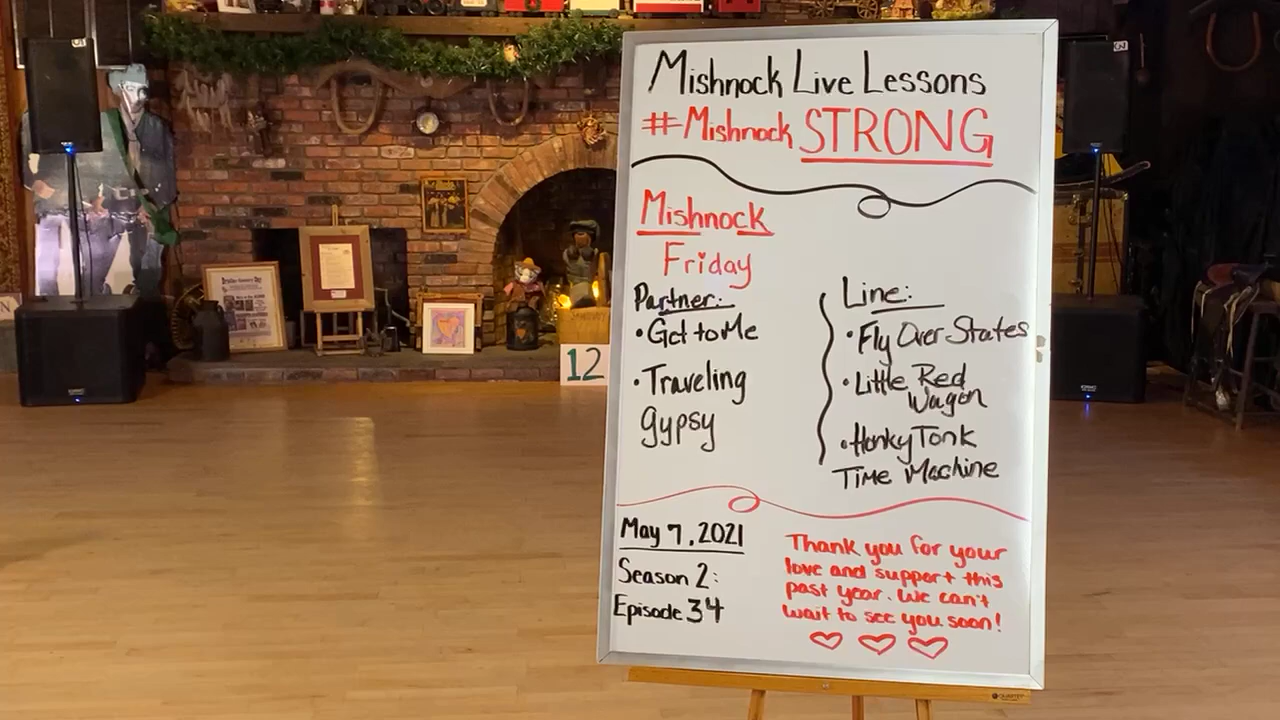 Mishnock Live Lessons
#Mishnock STRONG
Mishnock
Friday
Partner:
• Get to Me
• Traveling
Gypsy
Line:
• Fly Over States
• Little Red
Wagon
• Honky Tonk
Time Machine
May 7, 2021
Season 2:
Episode 34
Thank you for your
love and support this
past year. We can't
wait to see you soon!
12